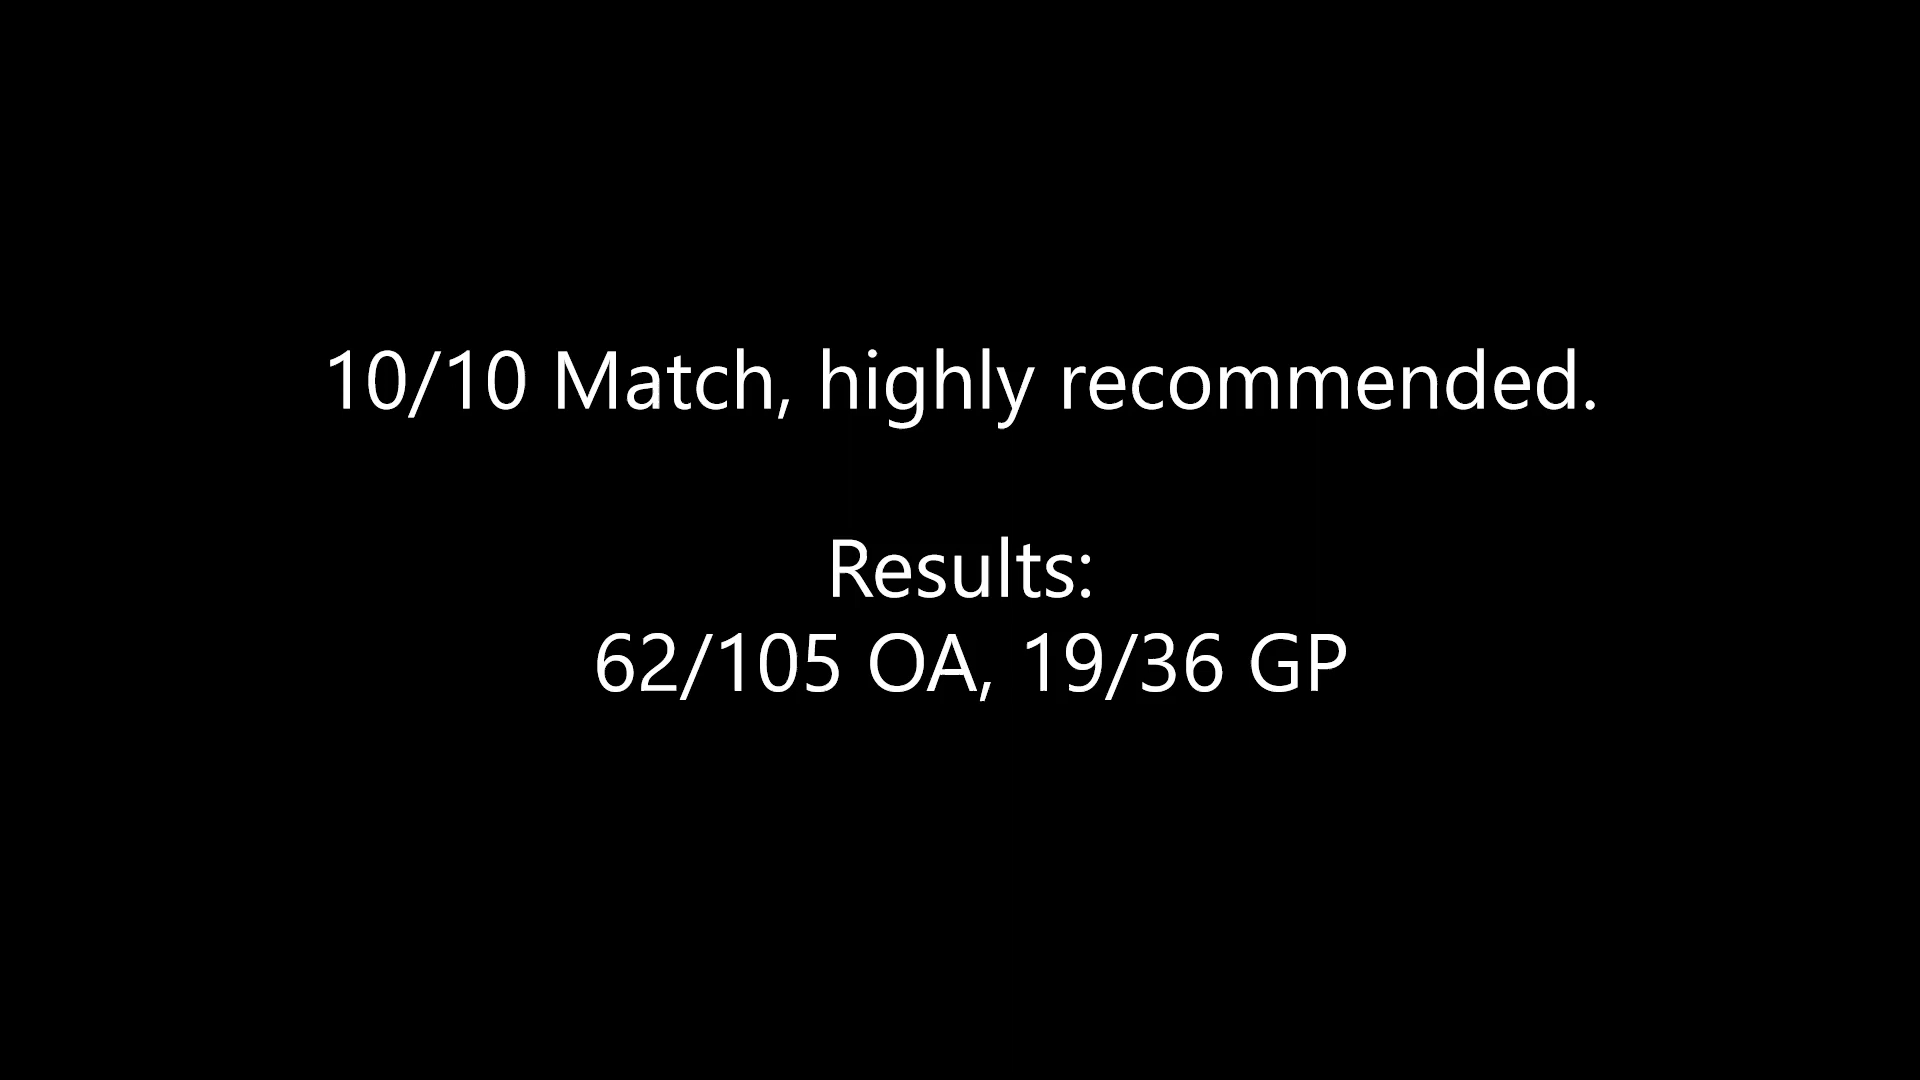 10/10 Match, highly recommended.
Results:
62/105 OA, 19/36 GP